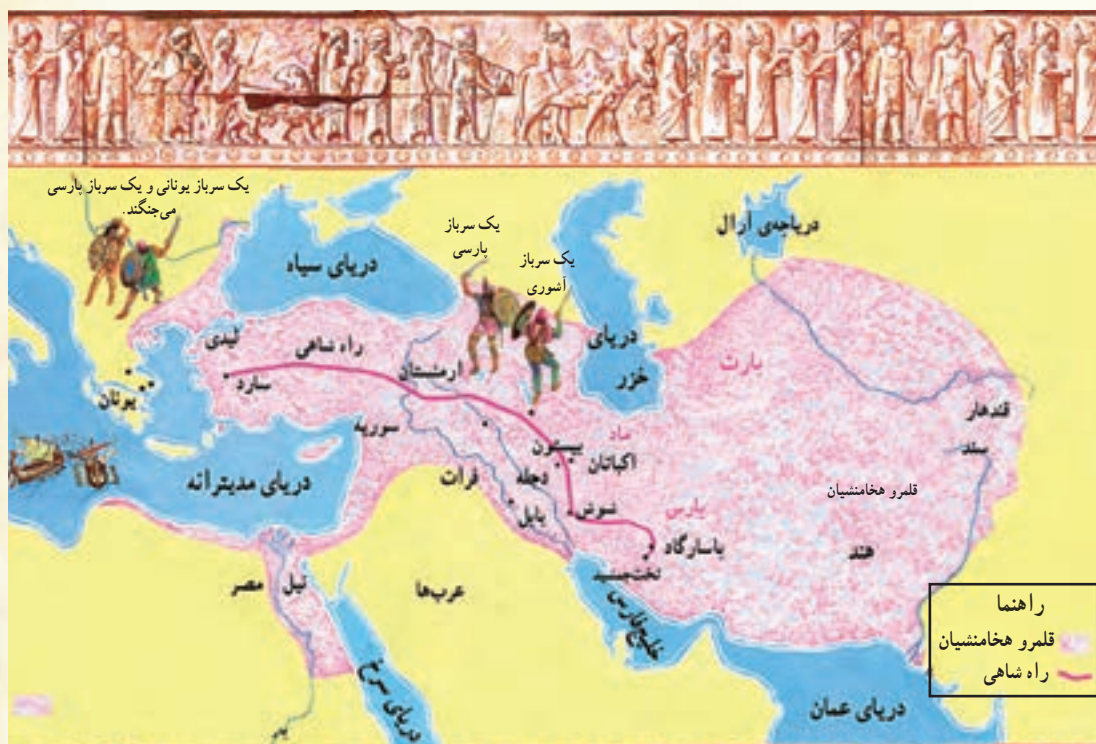 یک سرباز یونانی و یک سرباز پارسی
می‌جنگند.
یک سرباز
پارسی
یک سرباز
آشوری
دریاچه‌ی آرال
دریای سیاه
دریای
خزر
پارت
لیدی
راه شاهی
ارمنستان
سارد
یونان
قندهار
سند
ماد
بیستون
اکباتان
سوریه
دریای مدیترانه
فرات
دجله
بابل
شوش
پارس
پاسارگاد
تخت‌جمشید
قلمرو هخامنشیان
هند
مصر
نیل
عرب‌ها
خلیج‌فارس
دریای سرخ
دریای عمان
راهنما
قلمرو هخامنشیان
راه شاهی